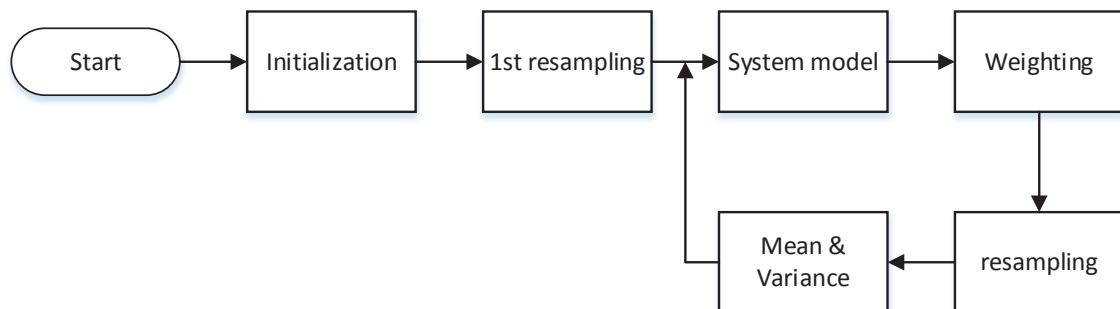 Start
Initialization
1st resampling
System model
Weighting
Mean &
Variance
resampling